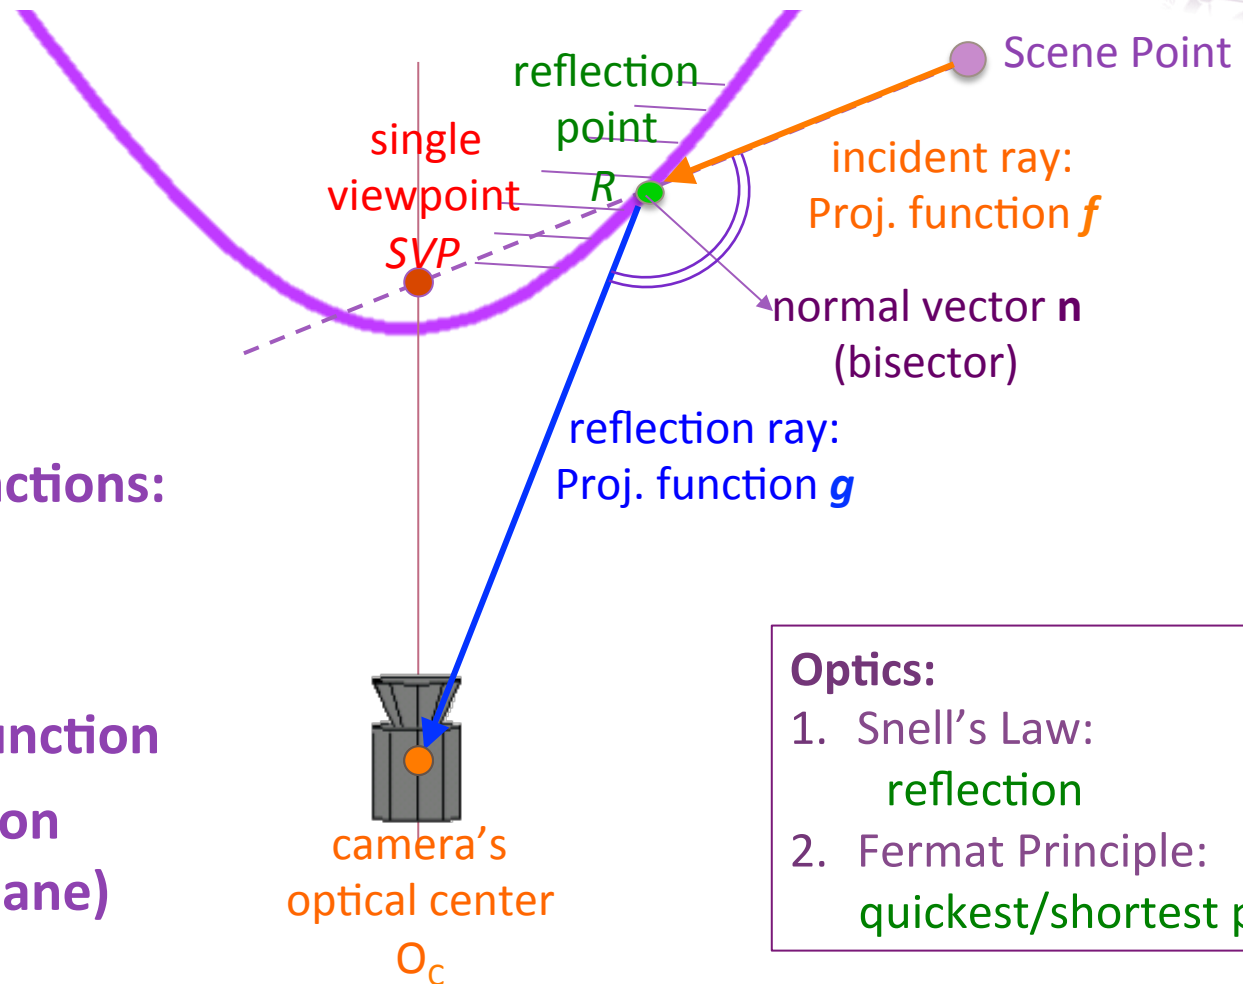 reflection
point
R
single
viewpoint
SVP
Scene Point
incident ray:
Proj. function f
normal vector n
(bisector)
reflection ray:
Proj. function g
ctions:
unction
on
ane)
camera’s
optical center
O_C
Optics:
1. Snell’s Law:
reflection
2. Fermat Principle:
quickest/shortest p